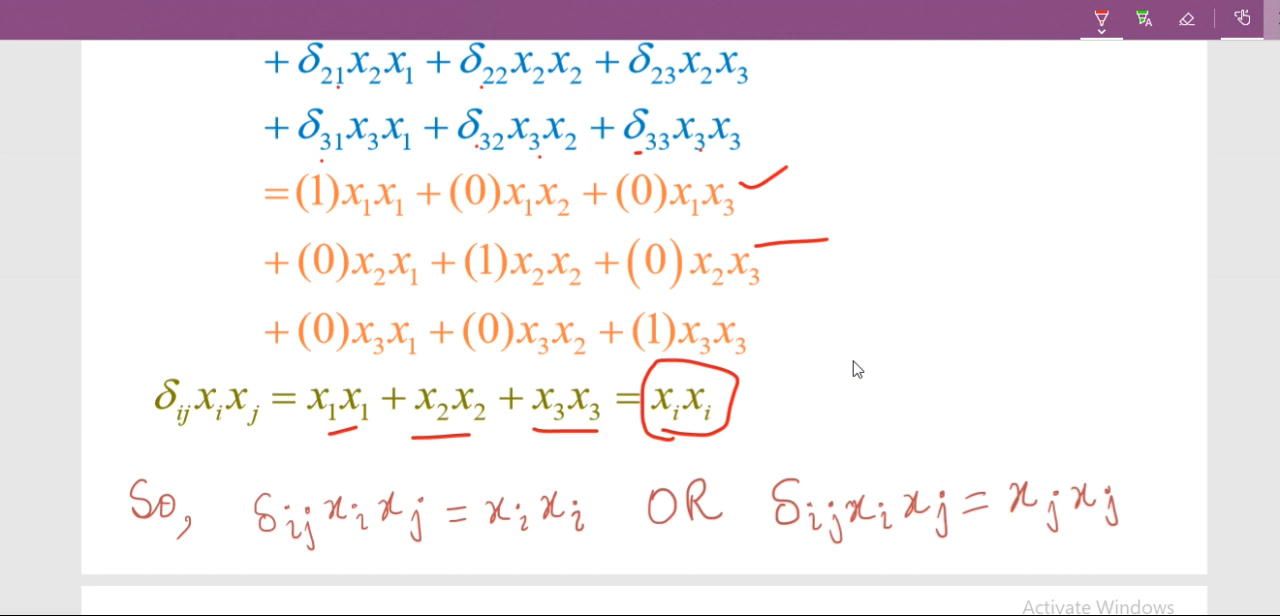 + δ₂₁x₂x₁ + δ₂₂x₂x₂ + δ₂₃x₂x₃
+ δ₃₁x₃x₁ + δ₃₂x₃x₂ + δ₃₃x₃x₃
= (1)x₁x₁ + (0)x₁x₂ + (0)x₁x₃
+ (0)x₂x₁ + (1)x₂x₂ + (0)x₂x₃
+ (0)x₃x₁ + (0)x₃x₂ + (1)x₃x₃
δᵢⱼxᵢxⱼ = x₁x₁ + x₂x₂ + x₃x₃ = xᵢxᵢ
So, δᵢⱼxᵢxⱼ = xᵢxᵢ OR δᵢⱼxᵢxⱼ = xⱼxⱼ
Activate Windows